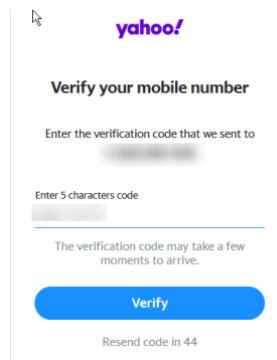 yahoo!
Verify your mobile number
Enter the verification code that we sent to
Enter 5 characters code
The verification code may take a few
moments to arrive.
Verify
Resend code in 44